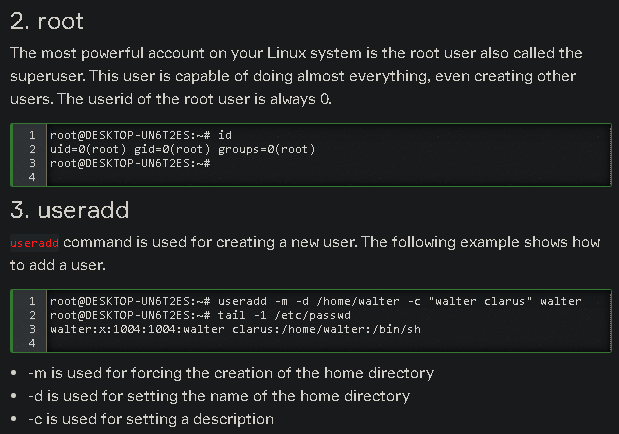 2. root
The most powerful account on your Linux system is the root user also called the
superuser. This user is capable of doing almost everything, even creating other
users. The userid of the root user is always 0.
1 root@DESKTOP-UN6T2ES:~# id
2 uid=0(root) gid=0(root) groups=0(root)
3 root@DESKTOP-UN6T2ES:~#
4
3. useradd
useradd command is used for creating a new user. The following example shows how
to add a user.
1 root@DESKTOP-UN6T2ES:~# useradd -m -d /home/walter -c "walter clarus" walter
2 root@DESKTOP-UN6T2ES:~# tail -1 /etc/passwd
3 walter:x:1004:1004:walter clarus:/home/walter:/bin/sh
4
• -m is used for forcing the creation of the home directory
• -d is used for setting the name of the home directory
• -c is used for setting a description